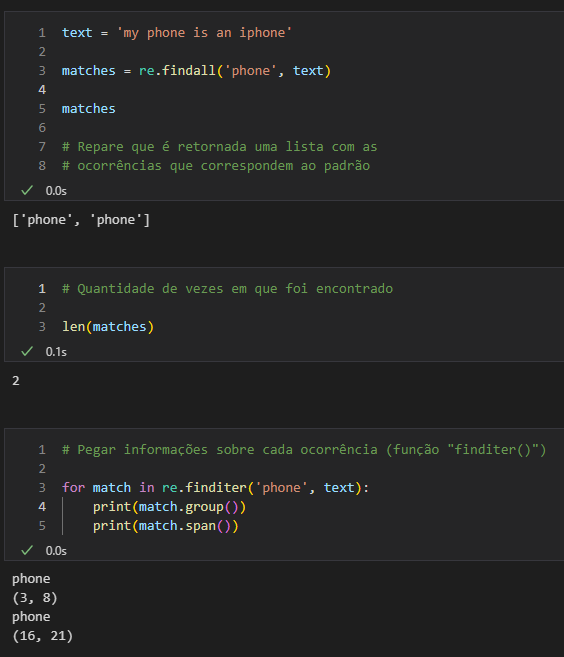 1 text = 'my phone is an iphone'
2
3 matches = re.findall('phone', text)
4
5 matches
6
7 # Repare que é retornada uma lista com as
8 # ocorrências que correspondem ao padrão
✓ 0.0s
['phone', 'phone']
1 # Quantidade de vezes em que foi encontrado
2
3 len(matches)
✓ 0.1s
2
1 # Pegar informações sobre cada ocorrência (função "finditer()")
2
3 for match in re.finditer('phone', text):
4     print(match.group())
5     print(match.span())
✓ 0.0s
phone
(3, 8)
phone
(16, 21)